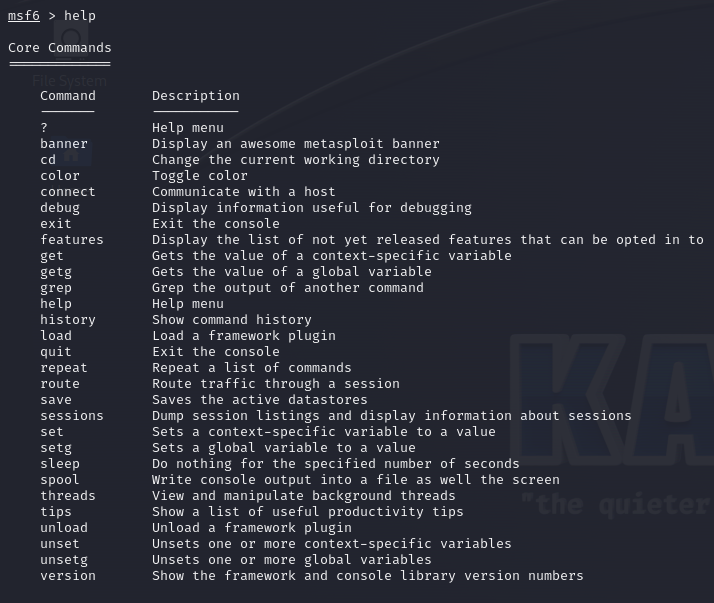 msf6 > help
Core Commands
=============
File System
Command Description
------- -----------
? Help menu
banner Display an awesome metasploit banner
cd Change the current working directory
color Toggle color
connect Communicate with a host
debug Display information useful for debugging
exit Exit the console
features Display the list of not yet released features that can be opted in to
get Gets the value of a context-specific variable
getg Gets the value of a global variable
grep Grep the output of another command
help Help menu
history Show command history
load Load a framework plugin
quit Exit the console
repeat Repeat a list of commands
route Route traffic through a session
save Saves the active datastores
sessions Dump session listings and display information about sessions
set Sets a context-specific variable to a value
setg Sets a global variable to a value
sleep Do nothing for the specified number of seconds
spool Write console output into a file as well the screen
threads View and manipulate background threads
tips Show a list of useful productivity tips
unload Unload a framework plugin
unset Unsets one or more context-specific variables
unsetg Unsets one or more global variables
version Show the framework and console library version numbers
KA
"the quieter